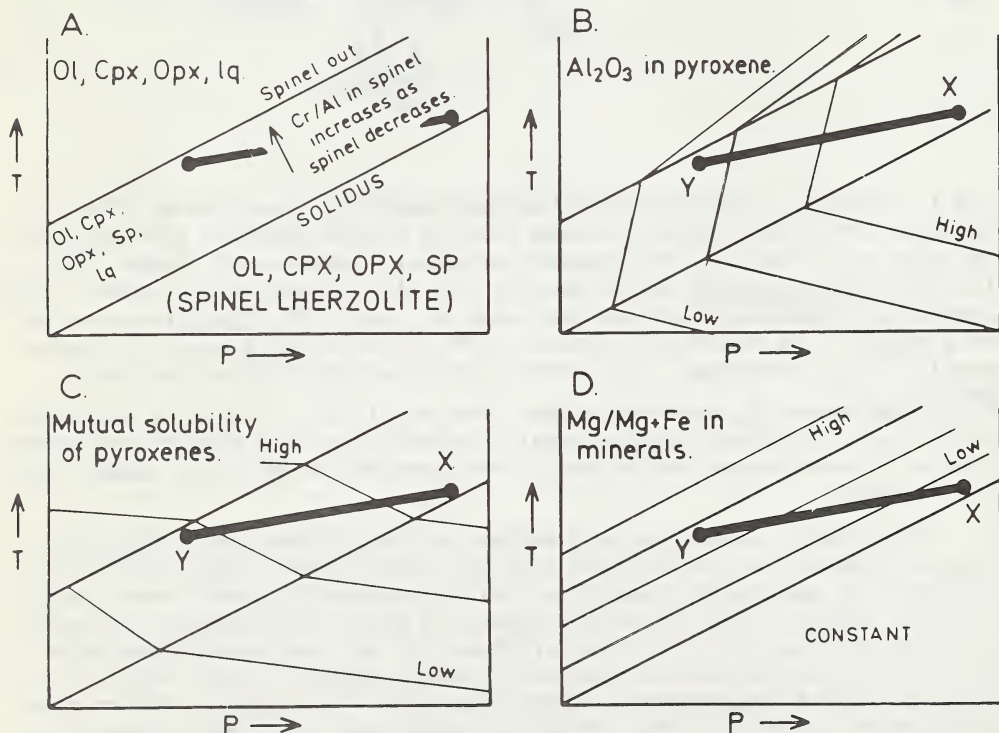 A.
Ol, Cpx, Opx, lq.
Spinel out
Cr/Al in spinel
increases as
spinel decreases.
SOLIDUS
Ol, Cpx.
Opx, Sp,
lq
OL, CPX, OPX, SP
(SPINEL LHERZOLITE)
T
P
B.
Al₂O₃ in pyroxene.
X
Y
High
Low
T
P
C.
Mutual solubility
of pyroxenes.
High
X
Y
Low
T
P
D.
Mg/Mg+Fe in
minerals.
High
Low
Y
X
CONSTANT
T
P